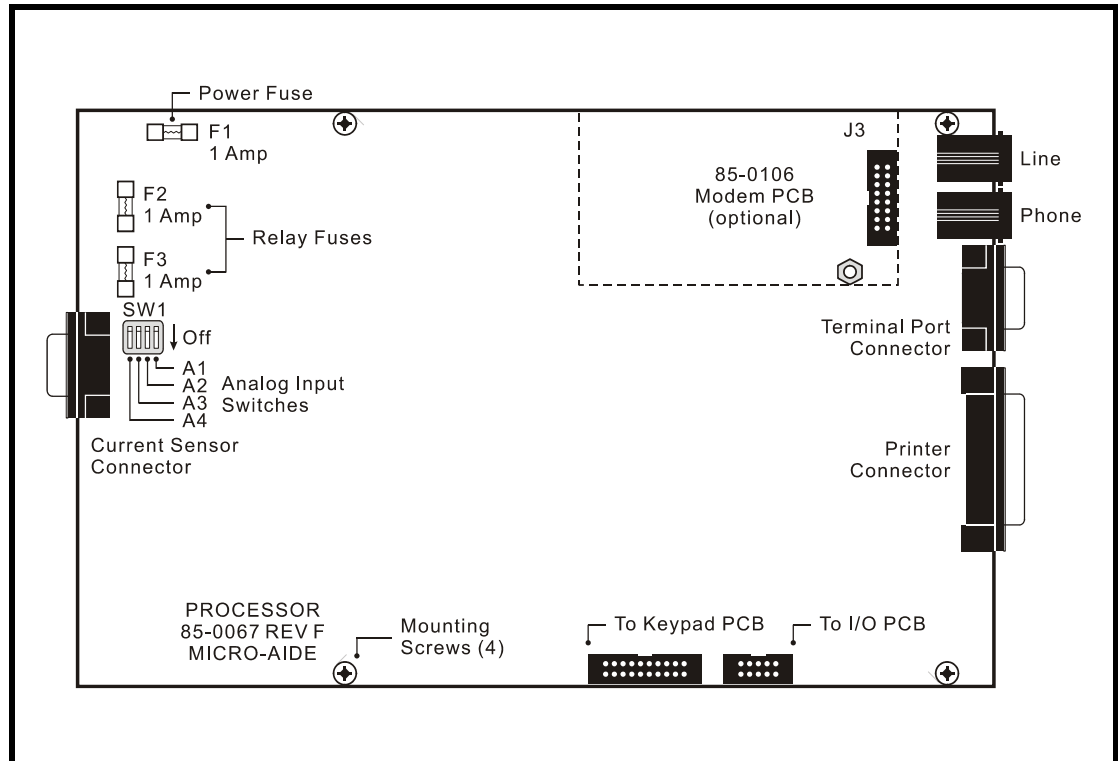 Power Fuse
F1
1 Amp
F2
1 Amp
Relay Fuses
F3
1 Amp
SW1
Off
A1
A2
A3
A4
Analog Input
Switches
Current Sensor
Connector
J3
85-0106
Modem PCB
(optional)
Line
Phone
Terminal Port
Connector
Printer
Connector
PROCESSOR
85-0067 REV F
MICRO-AIDE
Mounting
Screws (4)
To Keypad PCB
To I/O PCB